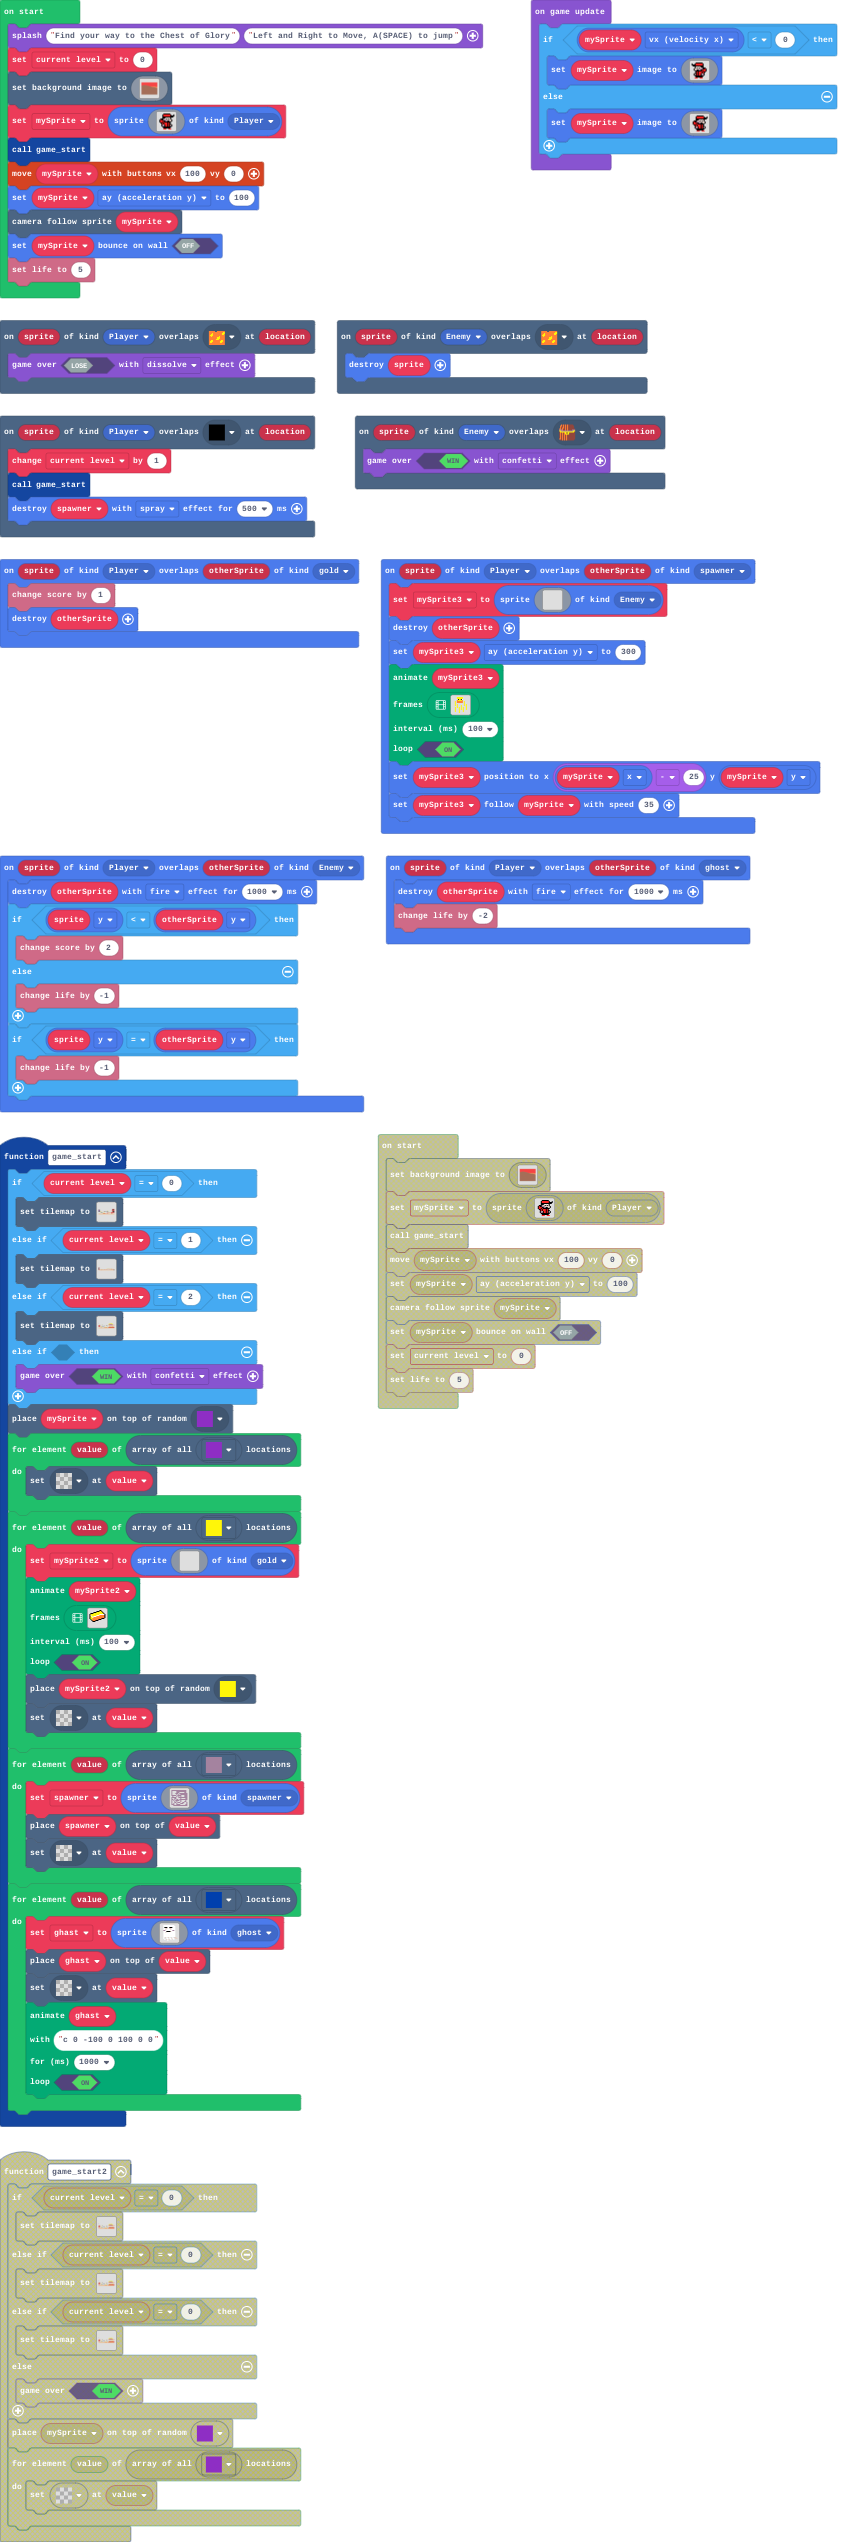 on start
splash "Find your way to the Chest of Glory" "Left and Right to Move, A(SPACE) to jump"
set current level to 0
set background image to
set mySprite to sprite of kind Player
call game_start
move mySprite with buttons vx 100 vy 0
set mySprite ay (acceleration y) to 100
camera follow sprite mySprite
set mySprite bounce on wall OFF
set life to 5
on game update
if mySprite vx (velocity x) < 0 then
set mySprite image to
else
set mySprite image to
on sprite of kind Player overlaps at location
game over LOSE with dissolve effect
on sprite of kind Enemy overlaps at location
destroy sprite
on sprite of kind Player overlaps at location
change current level by 1
call game_start
destroy spawner with spray effect for 500 ms
on sprite of kind Enemy overlaps at location
game over WIN with confetti effect
on sprite of kind Player overlaps otherSprite of kind gold
change score by 1
destroy otherSprite
on sprite of kind Player overlaps otherSprite of kind spawner
set mySprite3 to sprite of kind Enemy
destroy otherSprite
set mySprite3 ay (acceleration y) to 300
animate mySprite3
frames
interval (ms) 100
loop ON
set mySprite3 position to x mySprite x - 25 y mySprite y
set mySprite3 follow mySprite with speed 35
on sprite of kind Player overlaps otherSprite of kind Enemy
destroy otherSprite with fire effect for 1000 ms
if sprite y < otherSprite y then
change score by 2
else
change life by -1
if sprite y = otherSprite y then
change life by -1
on sprite of kind Player overlaps otherSprite of kind ghost
destroy otherSprite with fire effect for 1000 ms
change life by -2
function game_start
if current level = 0 then
set tilemap to
else if current level = 1 then
set tilemap to
else if current level = 2 then
set tilemap to
else if then
game over WIN with confetti effect
place mySprite on top of random
for element value of array of all locations
do set at value
for element value of array of all locations
do set mySprite2 to sprite of kind gold
animate mySprite2
frames
interval (ms) 100
loop ON
place mySprite2 on top of random
set at value
for element value of array of all locations
do set spawner to sprite of kind spawner
place spawner on top of value
set at value
for element value of array of all locations
do set ghast to sprite of kind ghost
place ghast on top of value
set at value
animate ghast
with "c 0 -100 0 100 0 0"
for (ms) 1000
loop ON
on start
set background image to
set mySprite to sprite of kind Player
call game_start
move mySprite with buttons vx 100 vy 0
set mySprite ay (acceleration y) to 100
camera follow sprite mySprite
set mySprite bounce on wall OFF
set current level to 0
set life to 5
function game_start2
if current level = 0 then
set tilemap to
else if current level = 0 then
set tilemap to
else if current level = 0 then
set tilemap to
else
game over WIN
place mySprite on top of random
for element value of array of all locations
do set at value